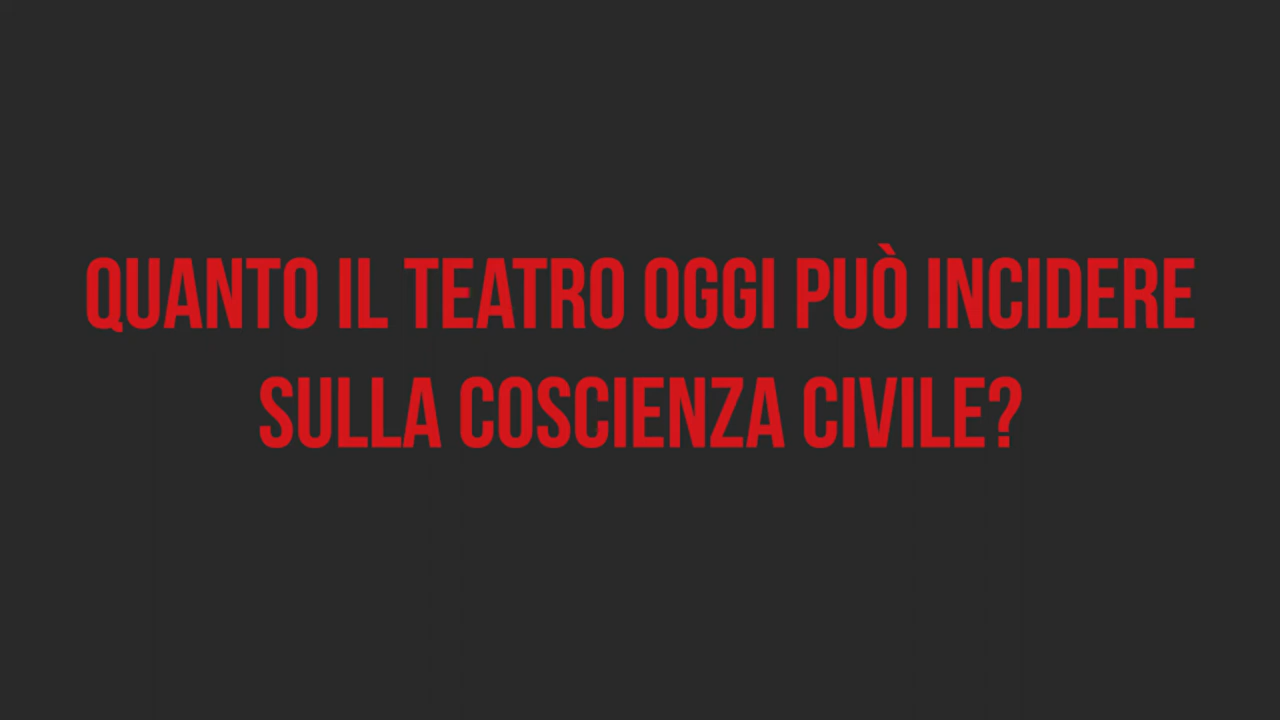 QUANTO IL TEATRO OGGI PUÒ INCIDERE
SULLA COSCIENZA CIVILE?